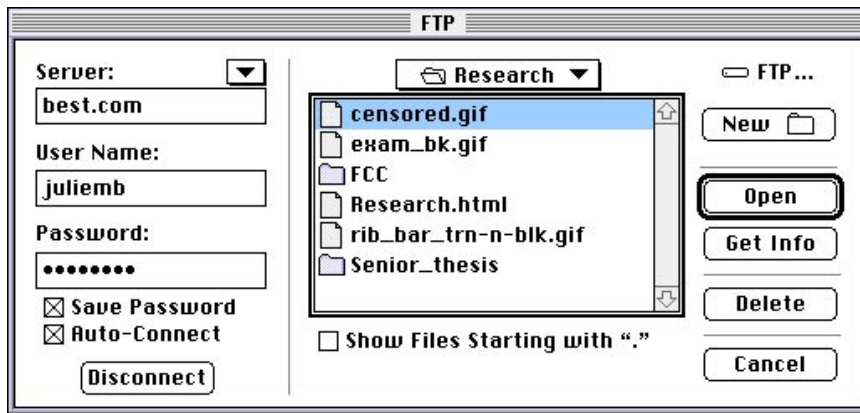 FTP
Server:
best.com
User Name:
juliemb
Password:
••••••••
Save Password
Auto-Connect
Disconnect
Research
censored.gif
exam_bk.gif
FCC
Research.html
rib_bar_trn-n-blk.gif
Senior_thesis
Show Files Starting with “.”
FTP...
New
Open
Get Info
Delete
Cancel